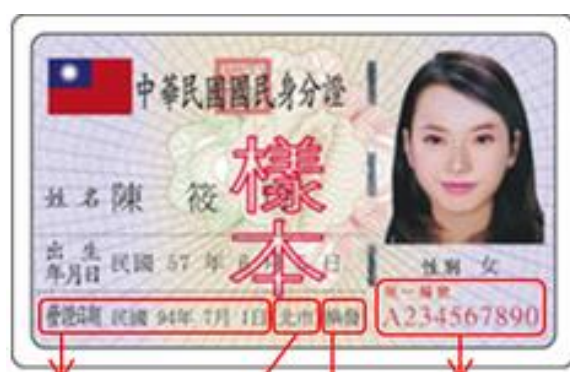 中華民國國民身分證
樣本
姓名 陳 筱
出生年月日 民國 57 年 6 日
性別 女
統一編號
發證日期 民國 94年 7月 1日 北市 換發
A234567890